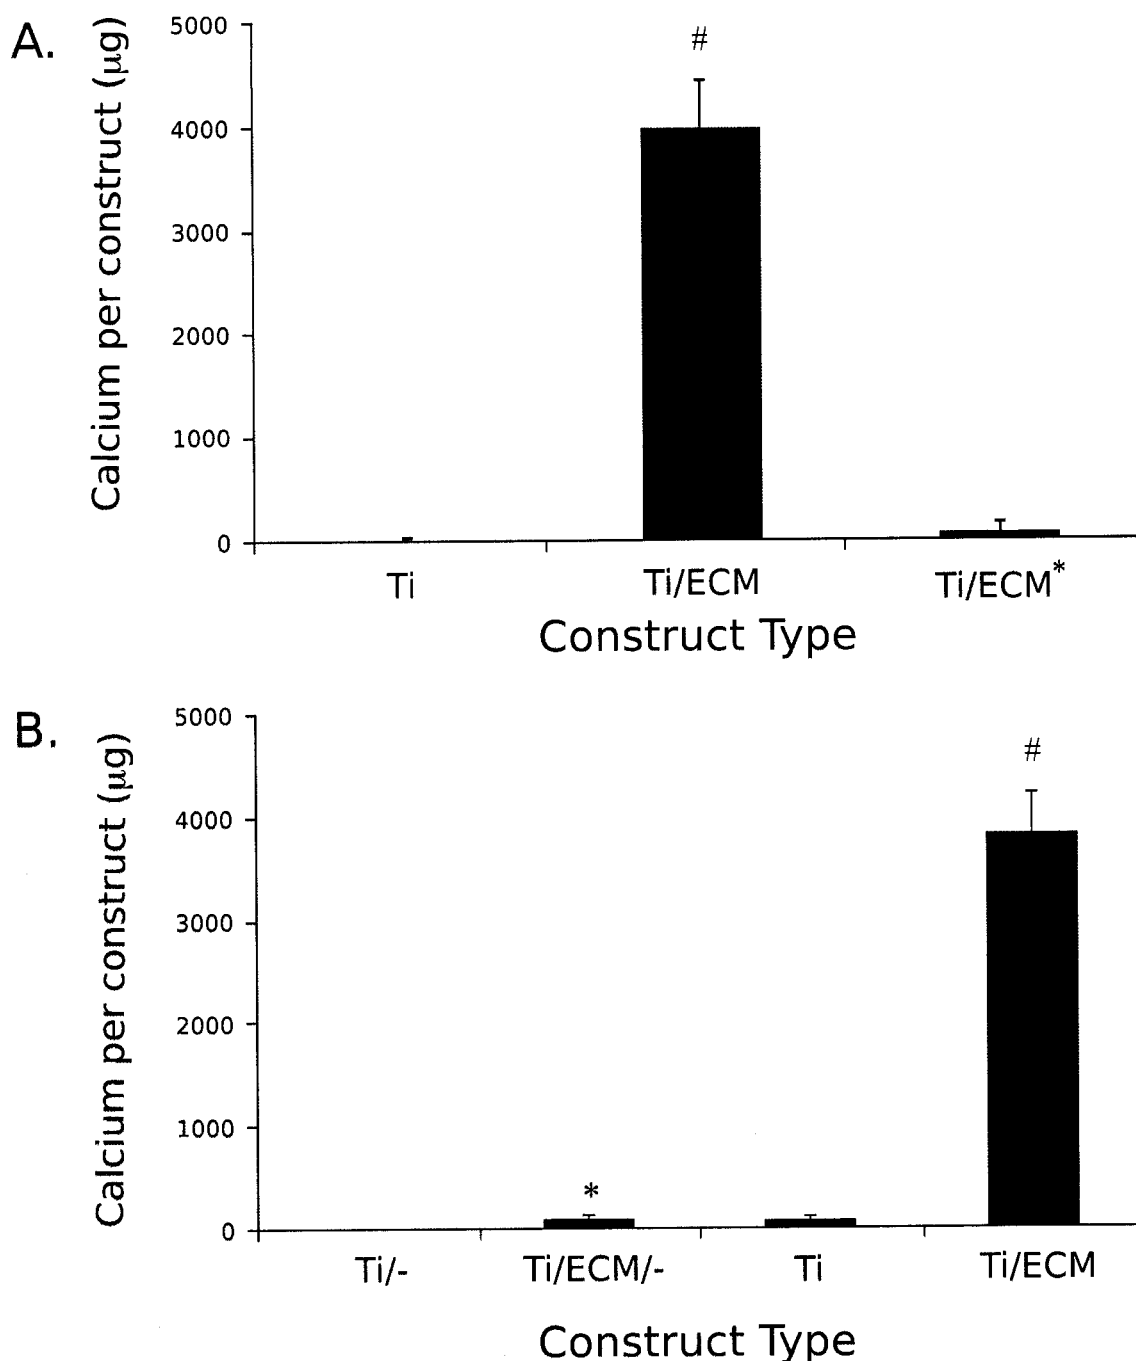 A.
Calcium per construct (μg)
5000
4000
3000
2000
1000
0
#
Ti
Ti/ECM
Ti/ECM*
Construct Type
B.
Calcium per construct (μg)
5000
4000
3000
2000
1000
0
*
#
Ti/-
Ti/ECM/-
Ti
Ti/ECM
Construct Type